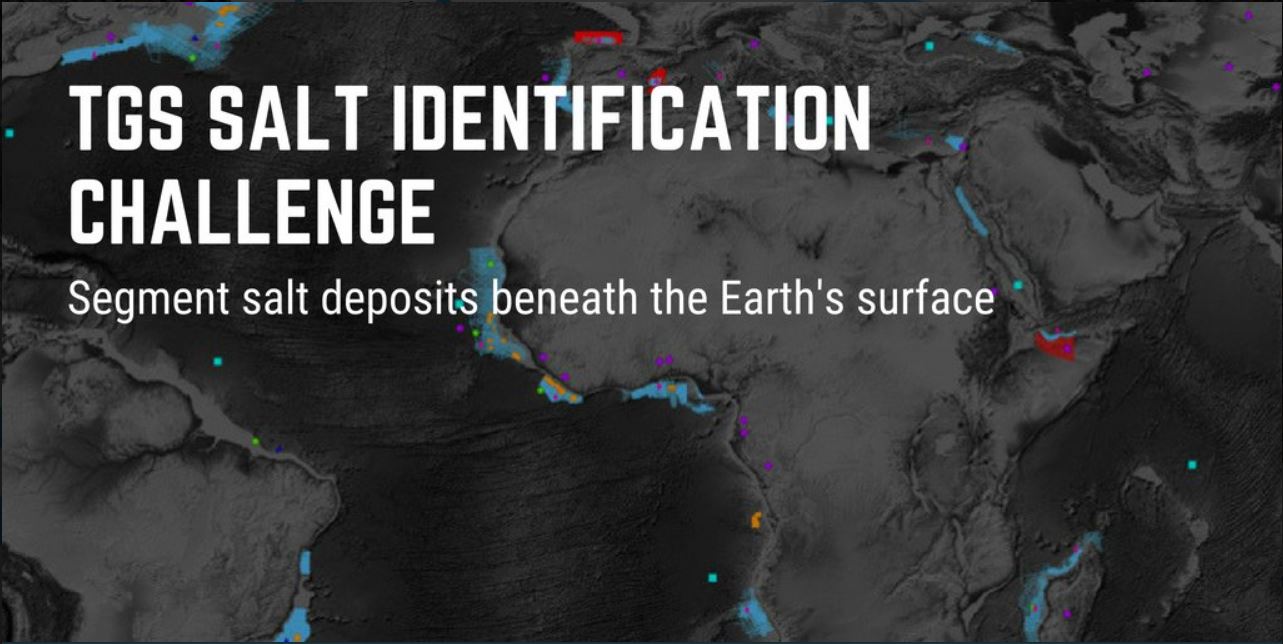 TGS SALT IDENTIFICATION
CHALLENGE
Segment salt deposits beneath the Earth's surface